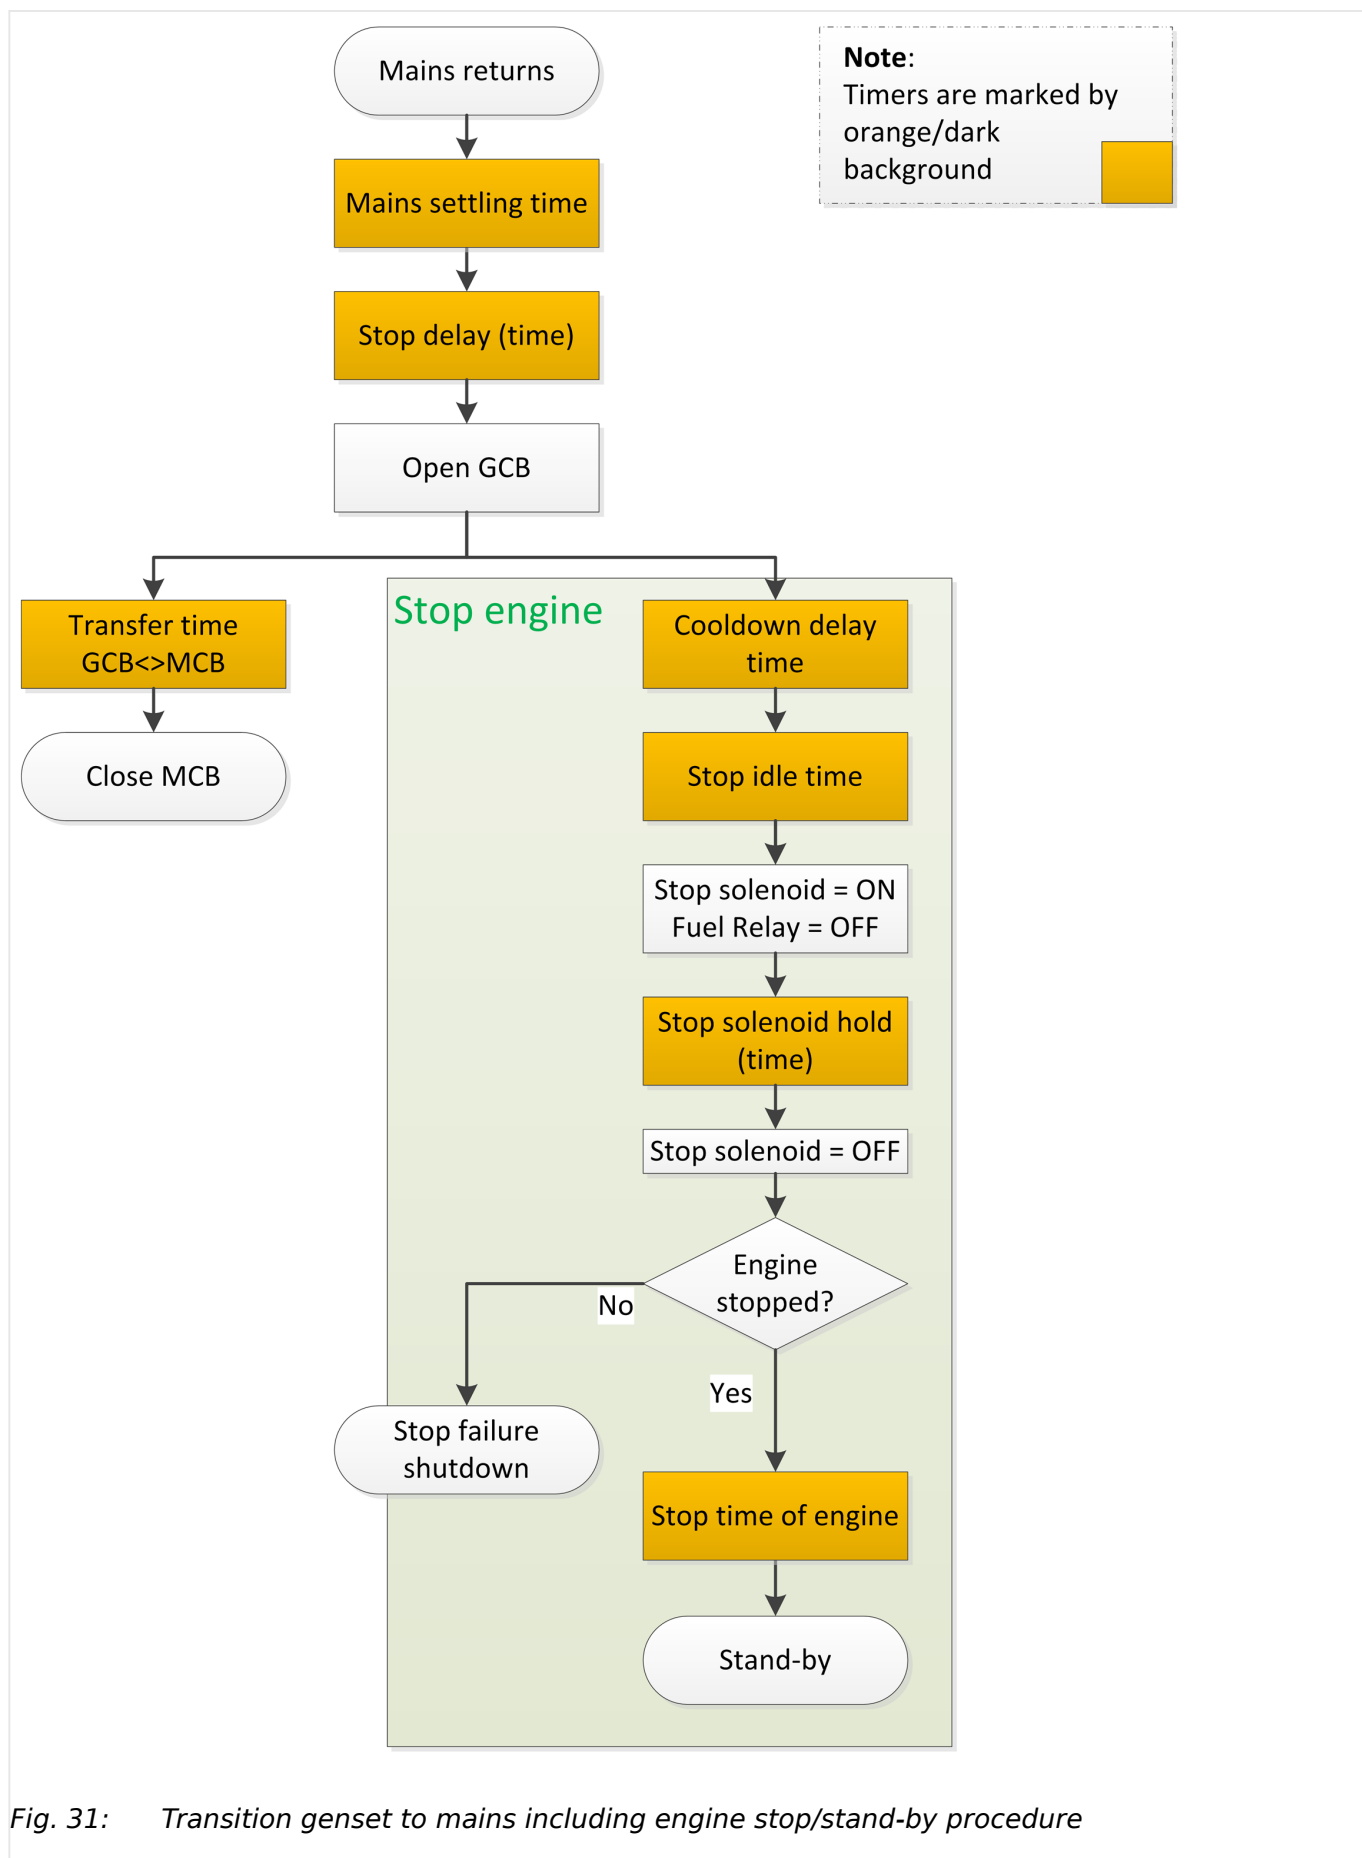 Mains returns
Note:
Timers are marked by
orange/dark
background
Mains settling time
Stop delay (time)
Open GCB
Transfer time
GCB<>MCB
Close MCB
Stop engine
Cooldown delay
time
Stop idle time
Stop solenoid = ON
Fuel Relay = OFF
Stop solenoid hold
(time)
Stop solenoid = OFF
Engine
stopped?
No
Yes
Stop failure
shutdown
Stop time of engine
Stand-by
Fig. 31: Transition genset to mains including engine stop/stand-by procedure